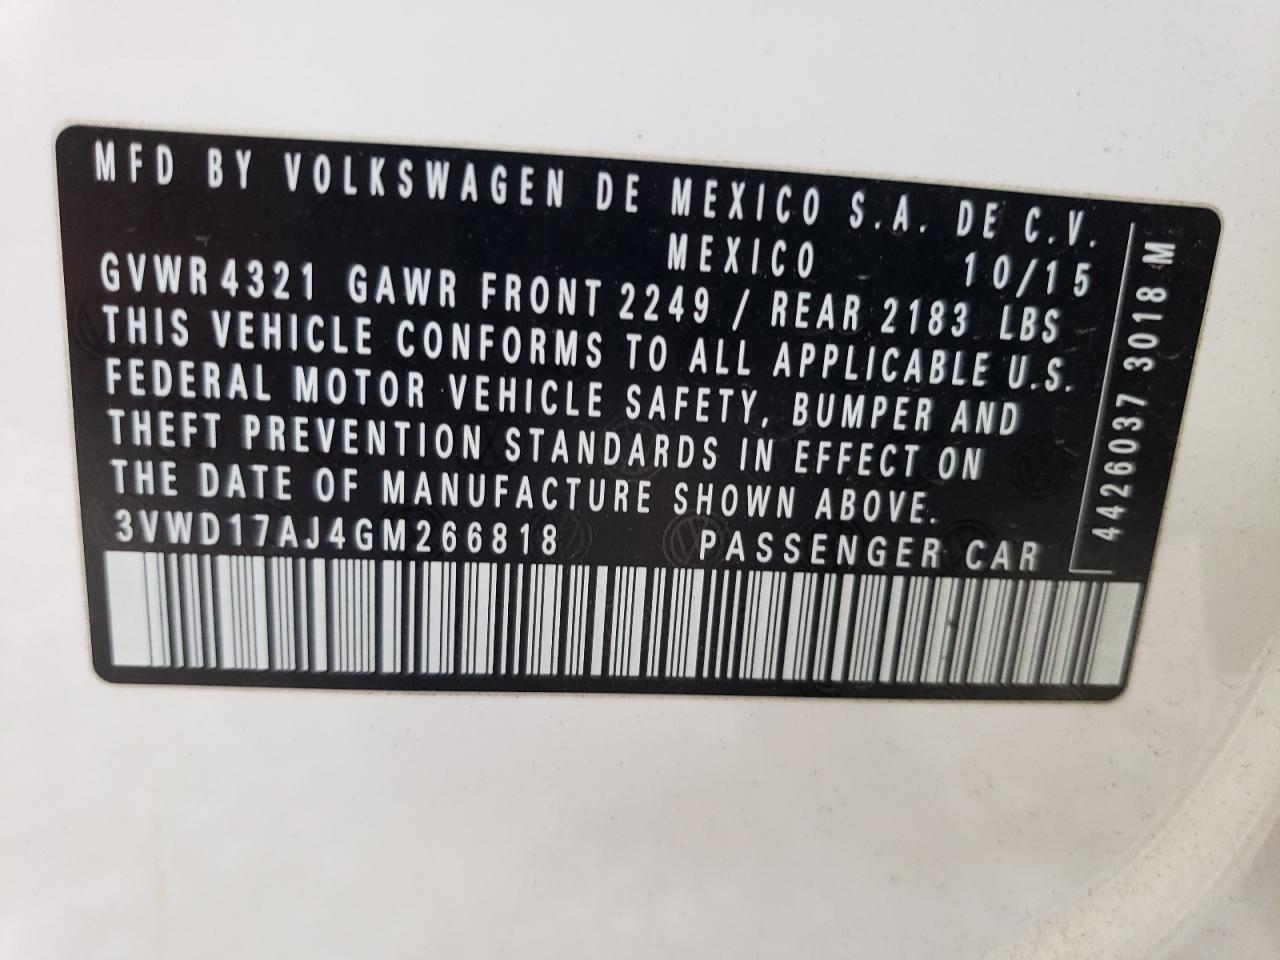 MFD BY VOLKSWAGEN DE MEXICO S.A. DE C.V.
MEXICO 10/15
GVWR 4321 GAWR FRONT 2249 / REAR 2183 LBS
THIS VEHICLE CONFORMS TO ALL APPLICABLE U.S.
FEDERAL MOTOR VEHICLE SAFETY, BUMPER AND
THEFT PREVENTION STANDARDS IN EFFECT ON
THE DATE OF MANUFACTURE SHOWN ABOVE.
3VWD17AJ4GM266818 PASSENGER CAR
4426037 3018 M